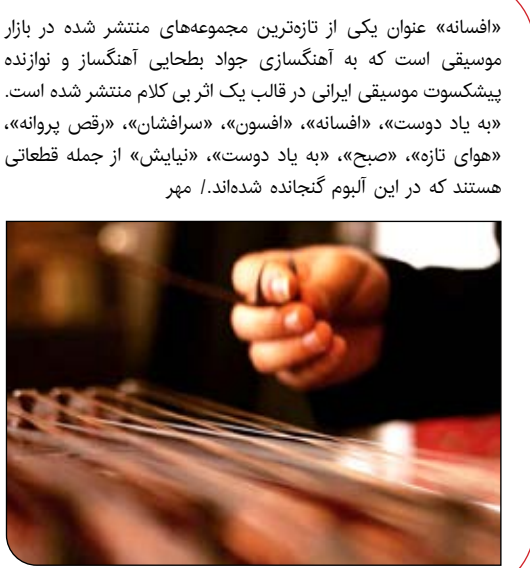 «افسانه» عنوان یکی از تازه‌ترین مجموعه‌های منتشر شده در بازار
موسیقی است که به آهنگسازی جواد بطحایی آهنگساز و نوازنده
پیشکسوت موسیقی ایرانی در قالب یک اثر بی کلام منتشر شده است.
«به یاد دوست»، «افسانه»، «افسون»، «سرافشان»، «رقص پروانه»،
«هوای تازه»، «صبح»، «به یاد دوست»، «نیایش» از جمله قطعاتی
هستند که در این آلبوم گنجانده شده‌اند./ مهر